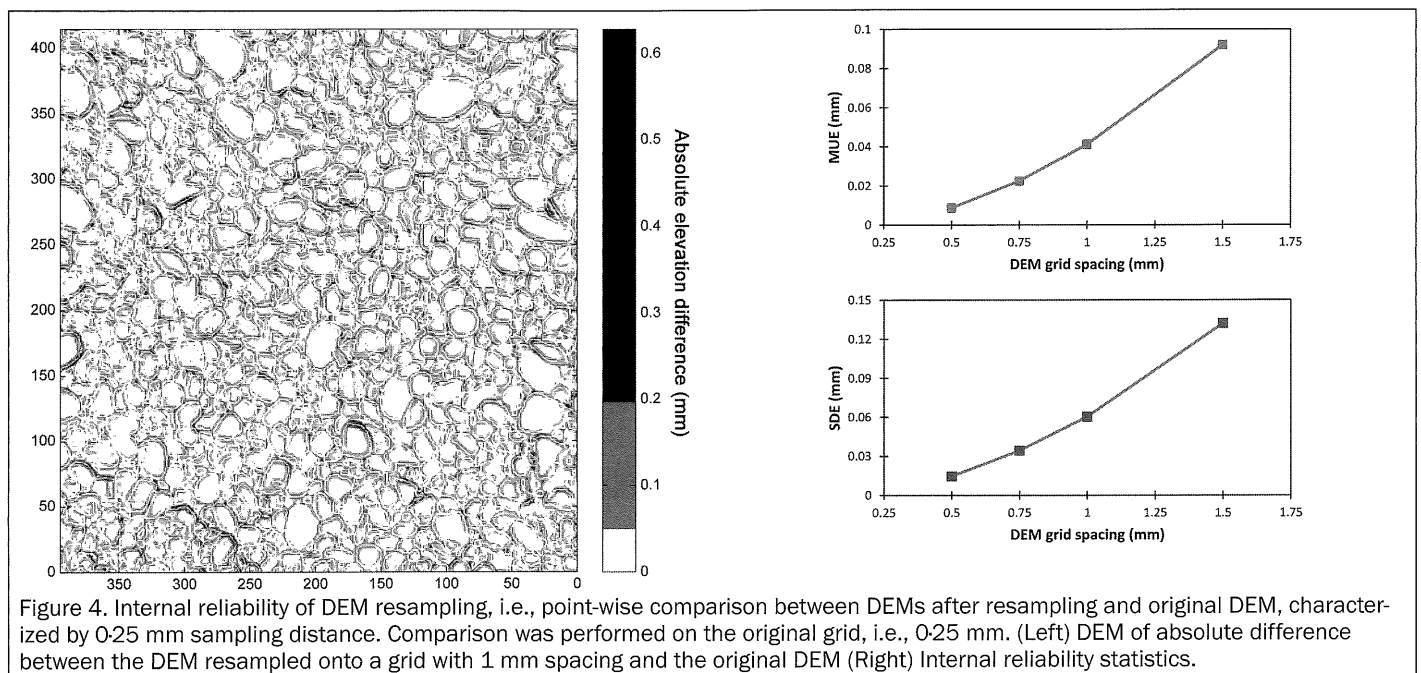 400
350
300
250
200
150
100
50
0
350 300 250 200 150 100 50 0
0.6
0.5
0.4
0.3
0.2
0.1
0
Absolute elevation difference (mm)
0.1
0.08
0.06
0.04
0.02
0
MUE (mm)
0.25 0.5 0.75 1 1.25 1.5 1.75
DEM grid spacing (mm)
0.15
0.12
0.09
0.06
0.03
0
SDE (mm)
0.25 0.5 0.75 1 1.25 1.5 1.75
DEM grid spacing (mm)
Figure 4. Internal reliability of DEM resampling, i.e., point-wise comparison between DEMs after resampling and original DEM, character-
ized by 0·25 mm sampling distance. Comparison was performed on the original grid, i.e., 0·25 mm. (Left) DEM of absolute difference
between the DEM resampled onto a grid with 1 mm spacing and the original DEM (Right) Internal reliability statistics.